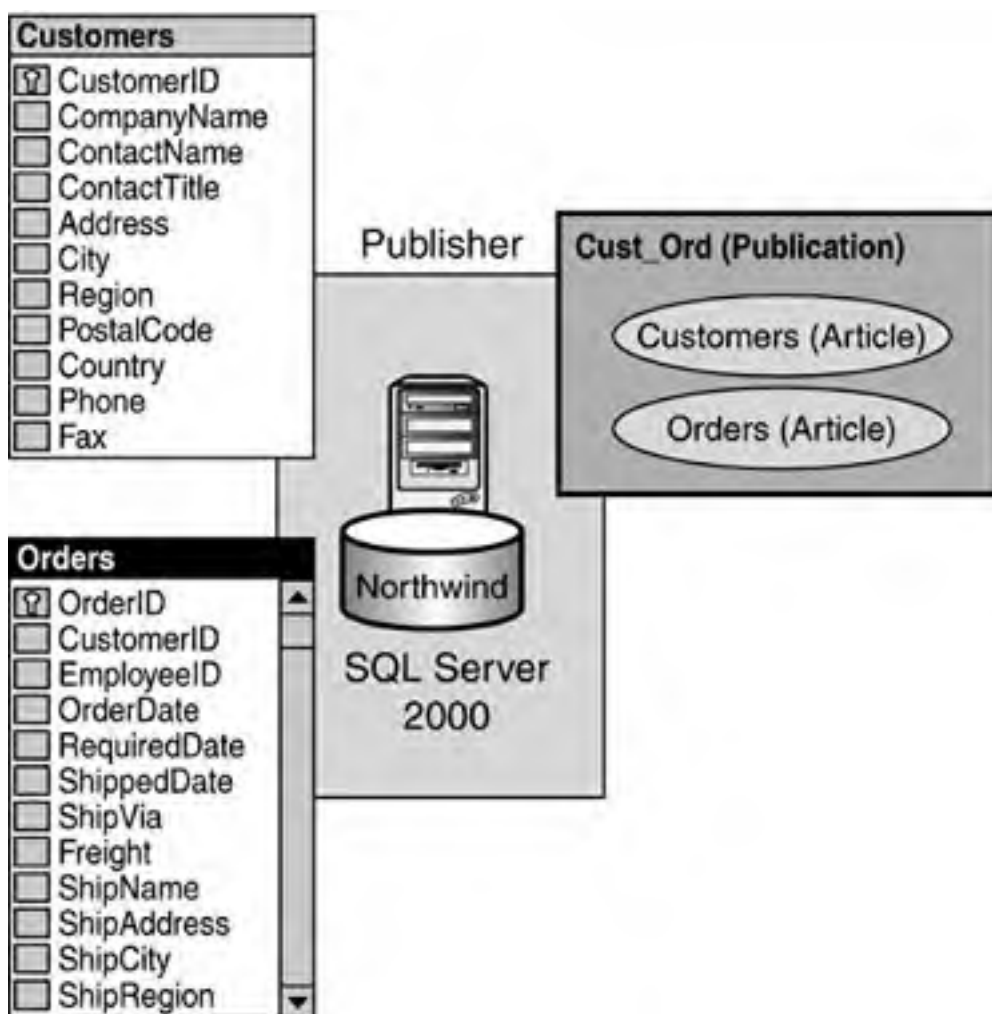 Customers
CustomerID
CompanyName
ContactName
ContactTitle
Address
City
Region
PostalCode
Country
Phone
Fax
Publisher
Cust_Ord (Publication)
Customers (Article)
Orders (Article)
Northwind
SQL Server
2000
Orders
OrderID
CustomerID
EmployeeID
OrderDate
RequiredDate
ShippedDate
ShipVia
Freight
ShipName
ShipAddress
ShipCity
ShipRegion